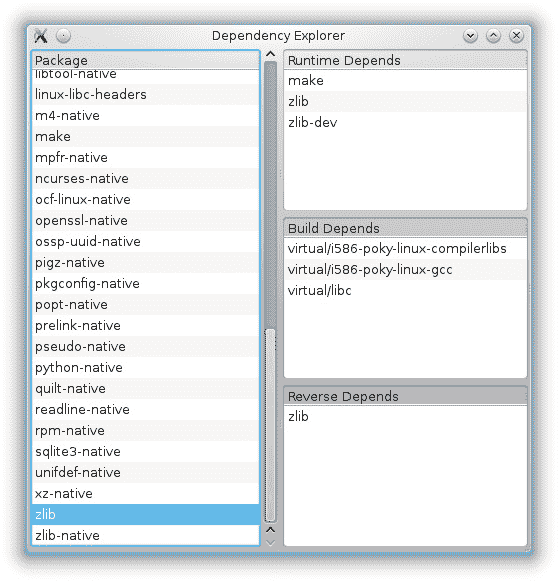 Dependency Explorer
Package
libtool-native
linux-libc-headers
m4-native
make
mpfr-native
ncurses-native
ocf-linux-native
openssl-native
ossp-uuid-native
pigz-native
pkgconfig-native
popt-native
prelink-native
pseudo-native
python-native
quilt-native
readline-native
rpm-native
sqlite3-native
unifdef-native
xz-native
zlib
zlib-native
Runtime Depends
make
zlib
zlib-dev
Build Depends
virtual/i586-poky-linux-compilerlibs
virtual/i586-poky-linux-gcc
virtual/libc
Reverse Depends
zlib